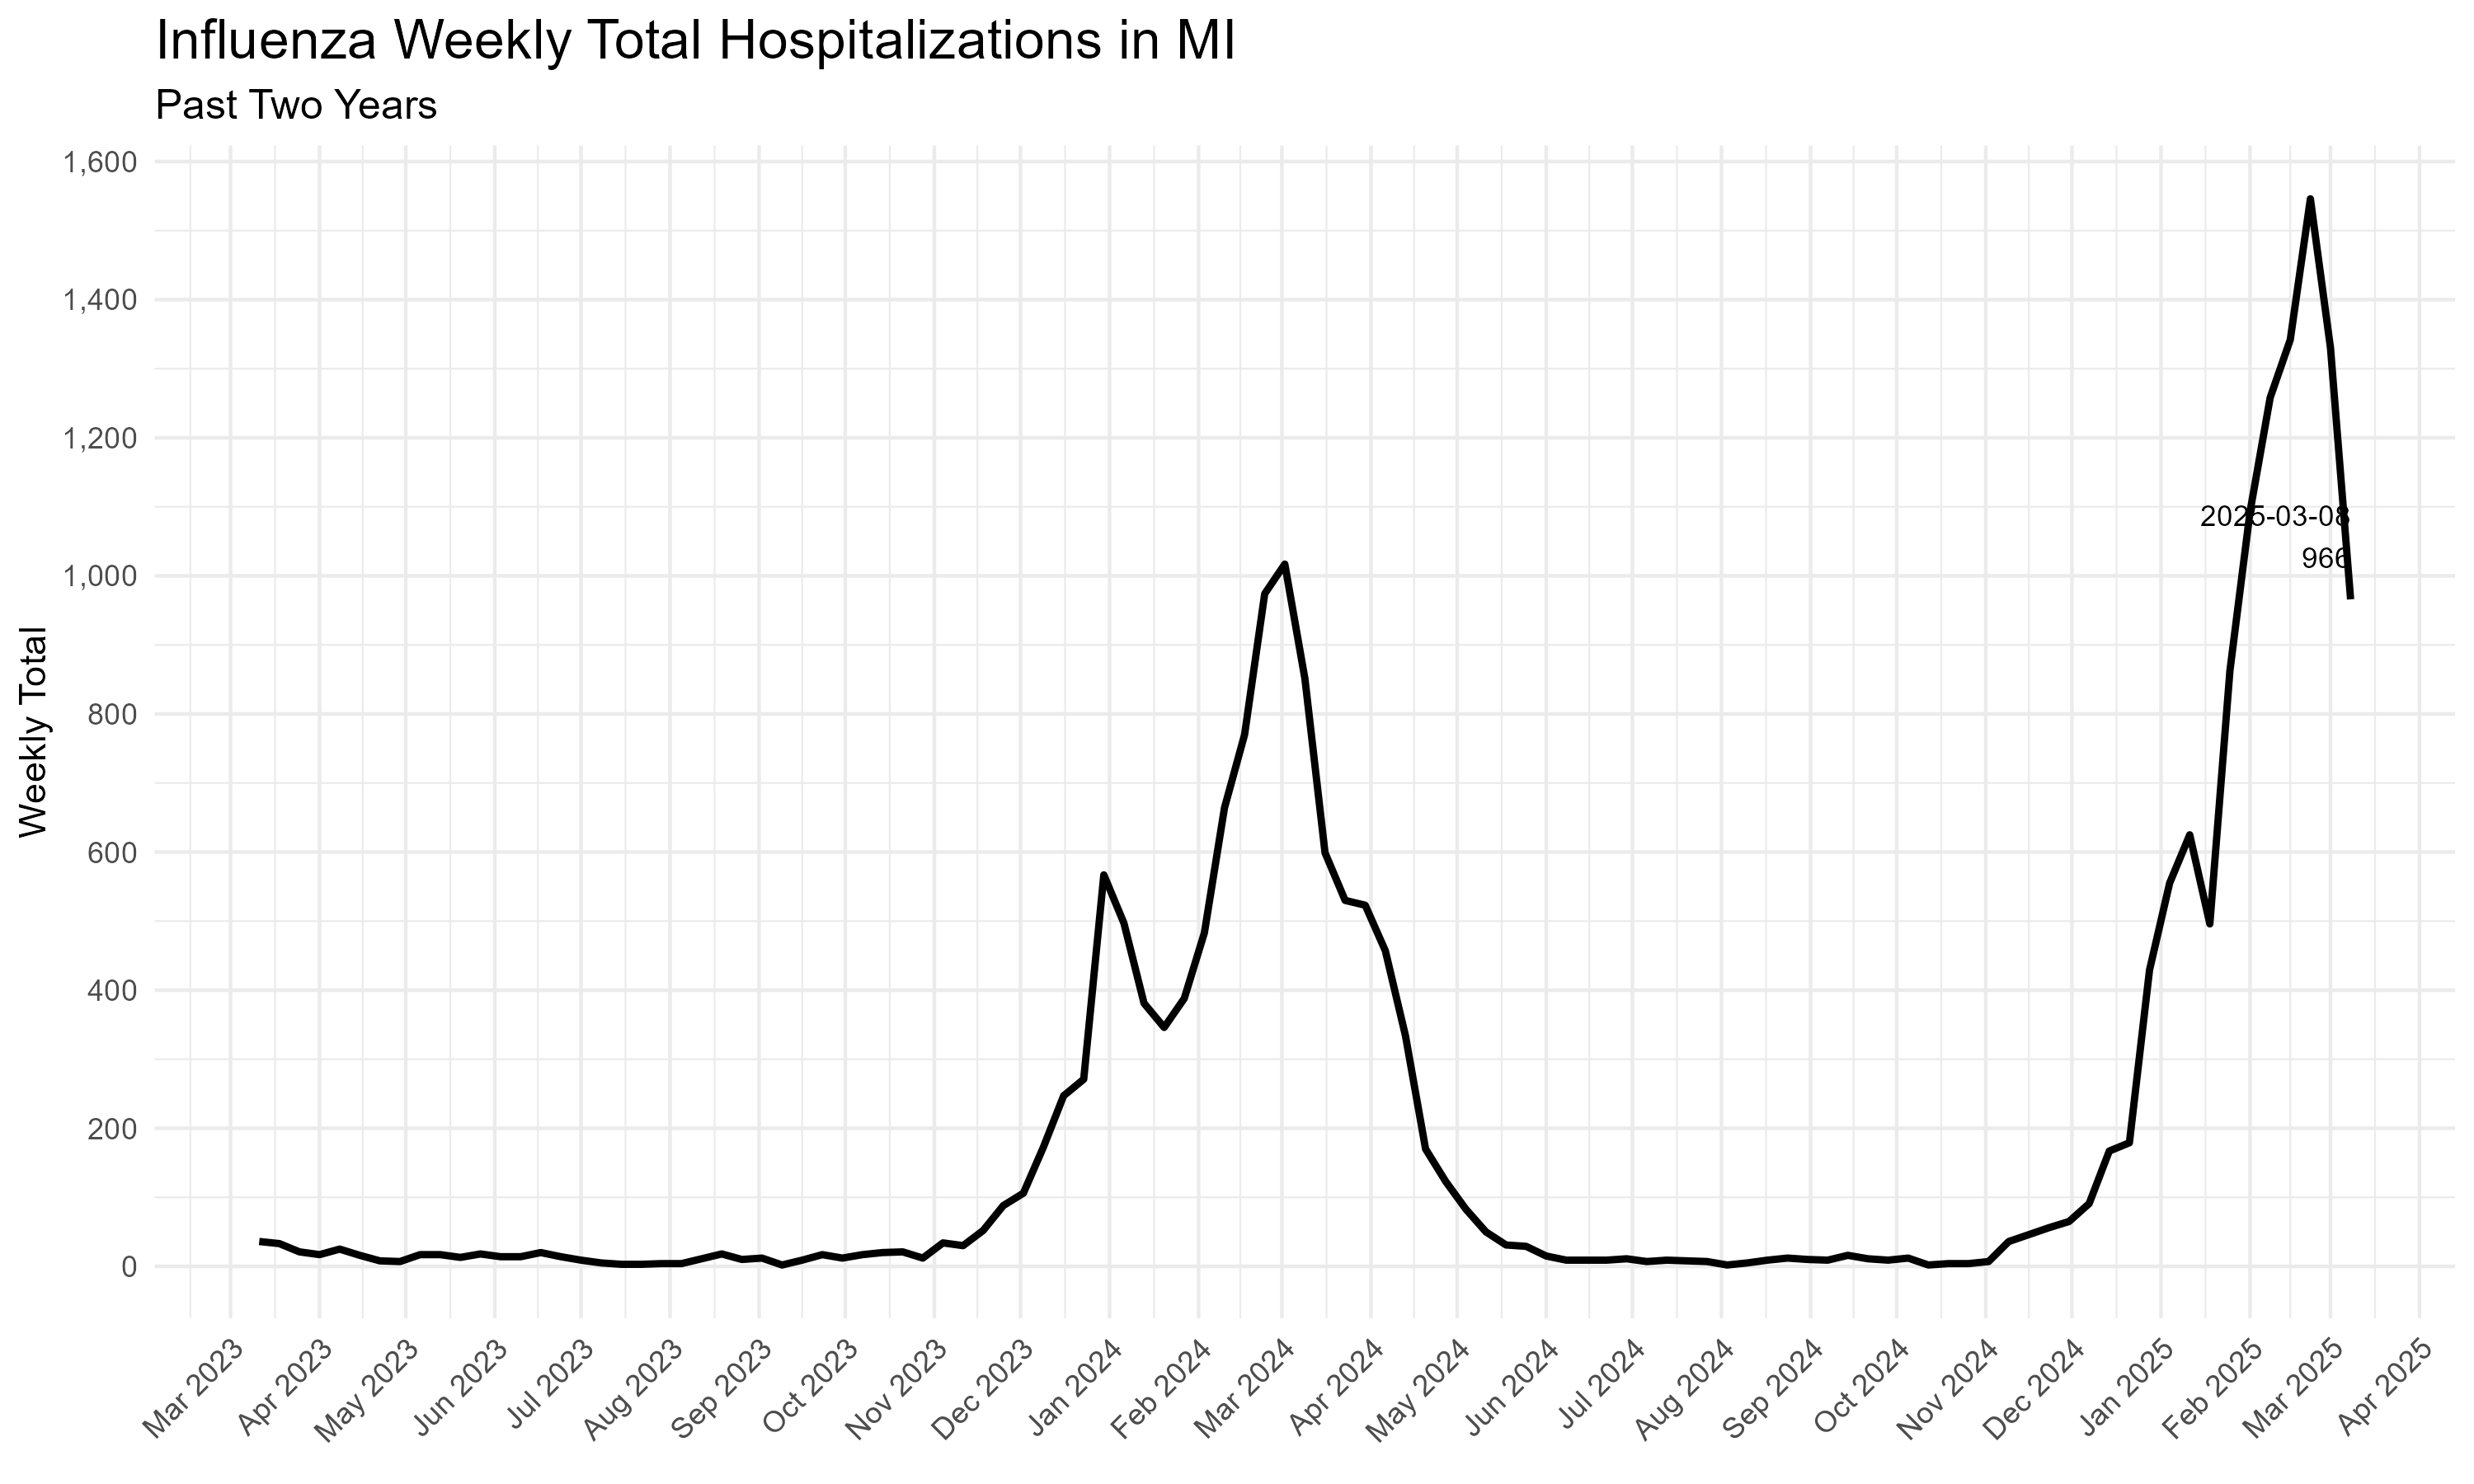 Influenza Weekly Total Hospitalizations in MI
Past Two Years
Weekly Total
1,600
1,400
1,200
1,000
800
600
400
200
0
2025-03-08
966
Mar 2023
Apr 2023
May 2023
Jun 2023
Jul 2023
Aug 2023
Sep 2023
Oct 2023
Nov 2023
Dec 2023
Jan 2024
Feb 2024
Mar 2024
Apr 2024
May 2024
Jun 2024
Jul 2024
Aug 2024
Sep 2024
Oct 2024
Nov 2024
Dec 2024
Jan 2025
Feb 2025
Mar 2025
Apr 2025